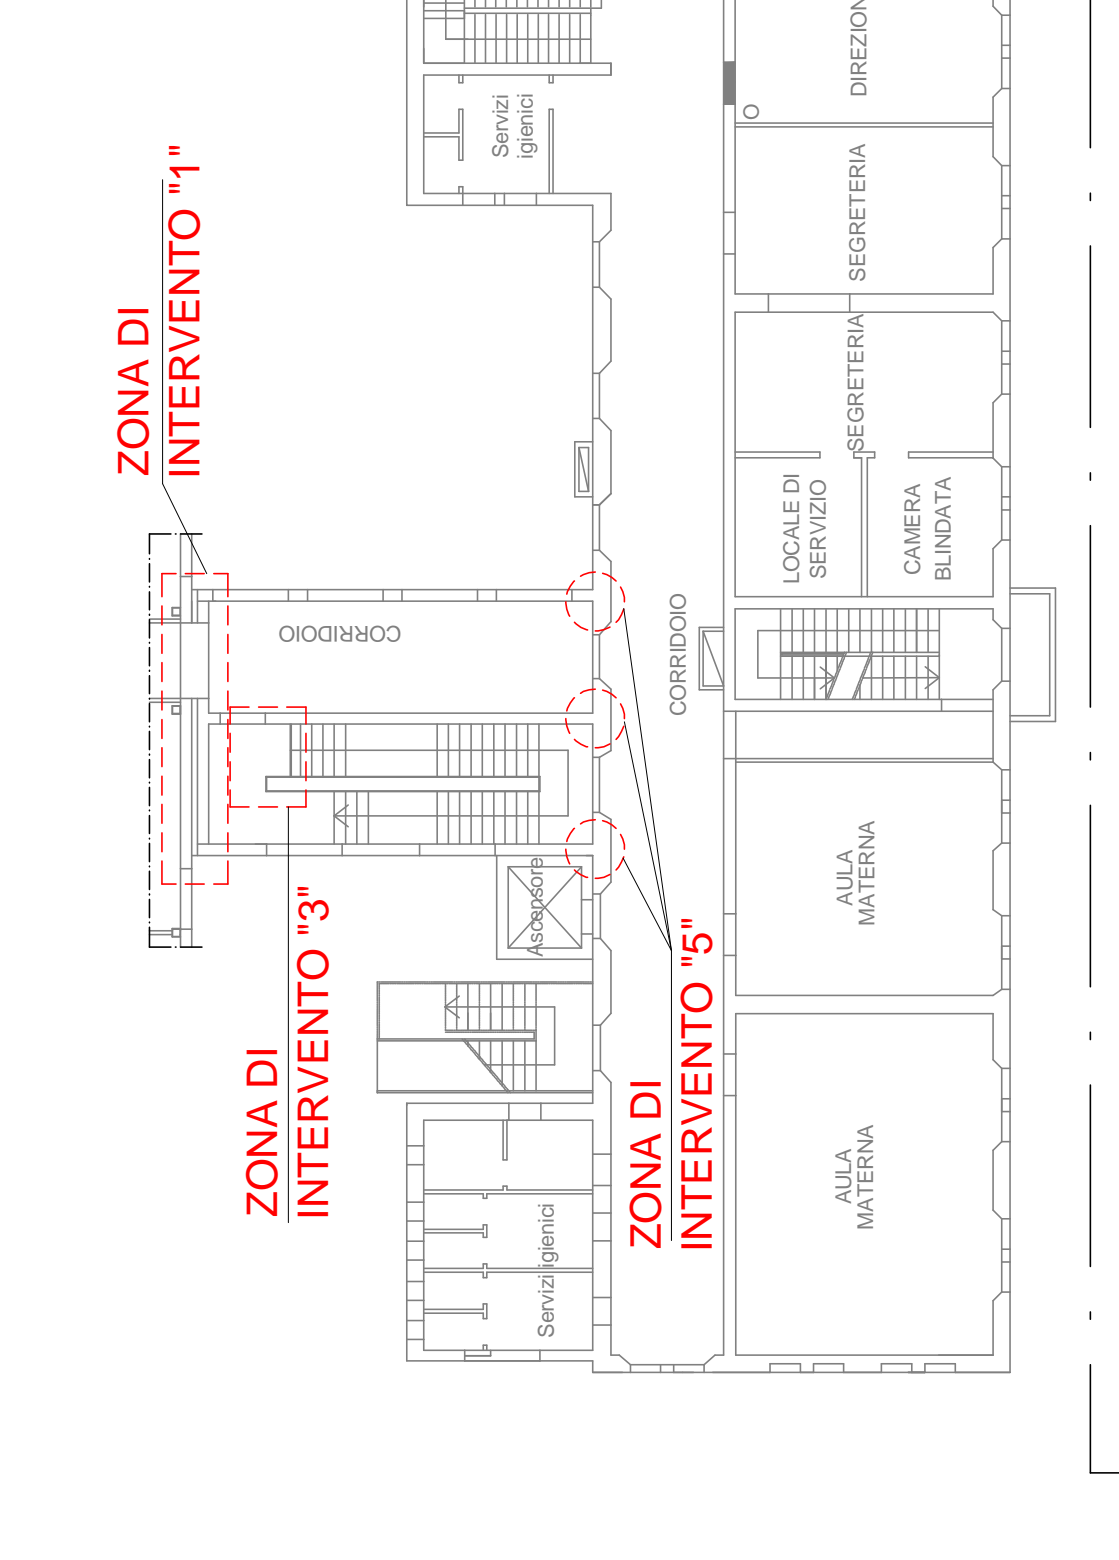 ZONA DI
INTERVENTO "1"
ZONA DI
INTERVENTO "3"
ZONA DI
INTERVENTO "5"
Servizi
igienici
CORRIDOIO
CORRIDOIO
Ascensore
Servizi igienici
DIREZION
O
SEGRETERIA
SEGRETERIA
LOCALE DI
SERVIZIO
CAMERA
BLINDATA
AULA
MATERNA
AULA
MATERNA